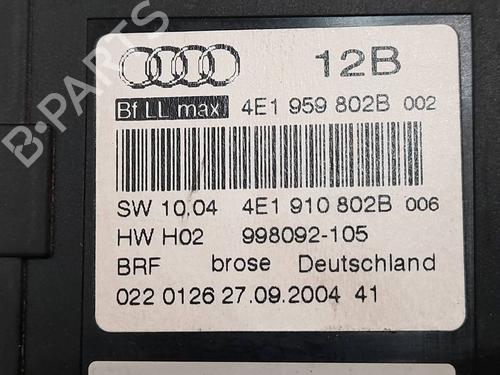 12B
Bf LL max 4E1 959 802B 002
SW 10.04 4E1 910 802B 006
HW H02 998092-105
BRF brose Deutschland
022 0126 27.09.2004 41
B-PARTS